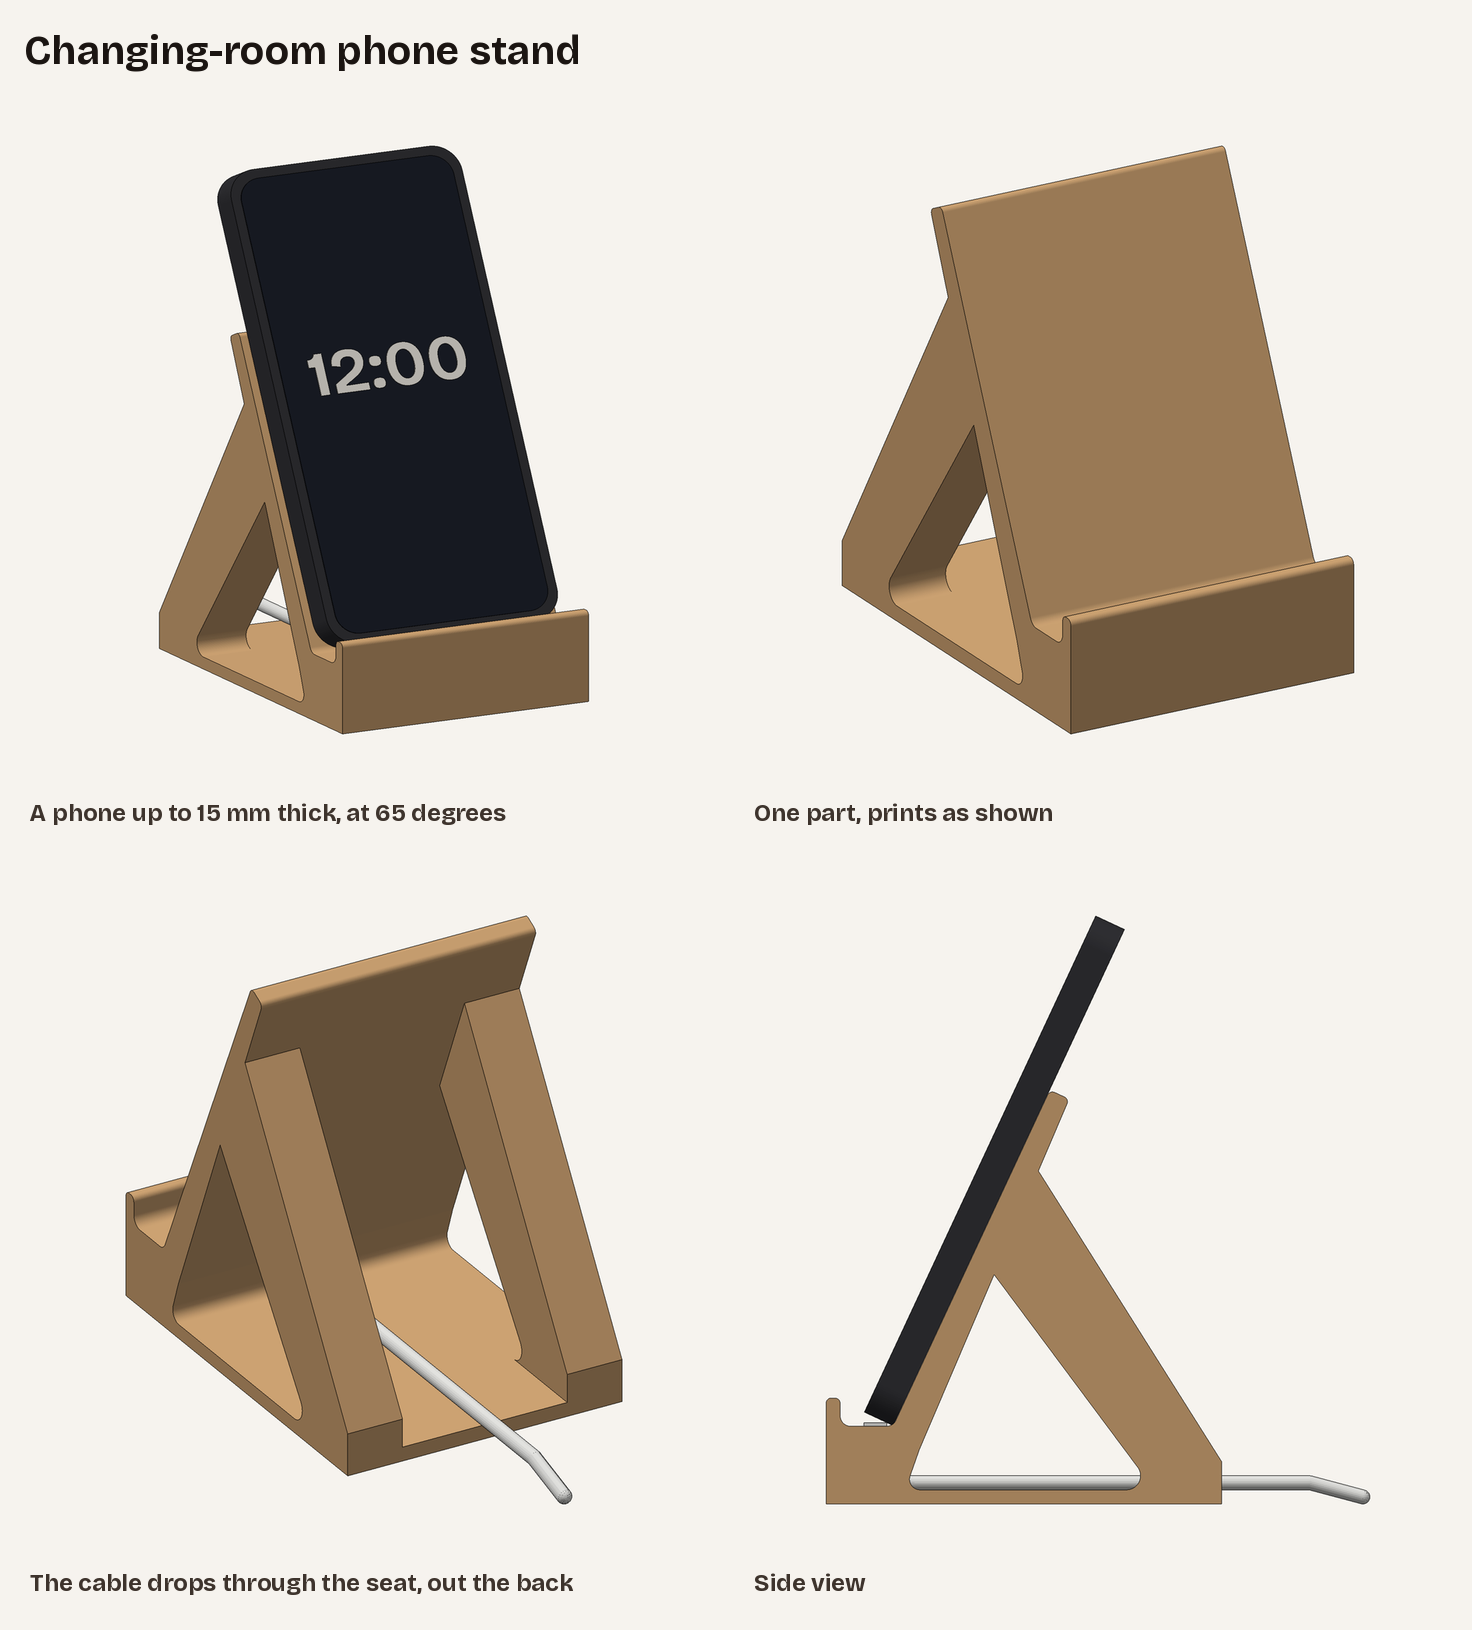 Changing-room phone stand
12:00
A phone up to 15 mm thick, at 65 degrees
One part, prints as shown
The cable drops through the seat, out the back
Side view